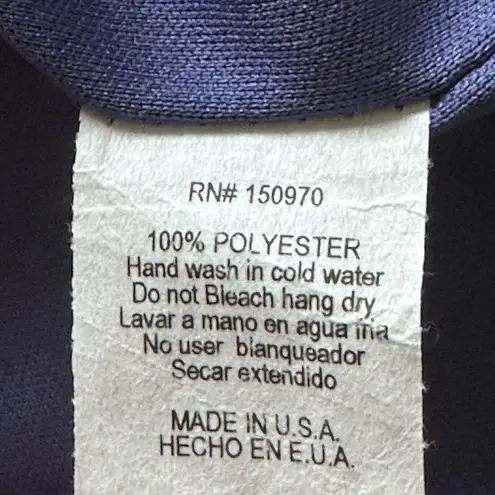 RN# 150970
100% POLYESTER
Hand wash in cold water
Do not Bleach hang dry
Lavar a mano en agua fria
No user blanqueador
Secar extendido
MADE IN U.S.A.
HECHO EN E.U.A.